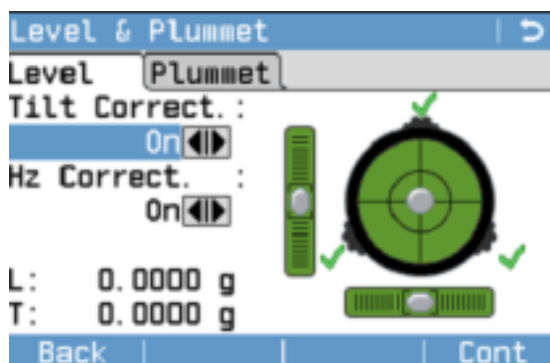 Level & Plummet
Level Plummet
Tilt Correct. :
On
Hz Correct. :
On
L: 0.0000 g
T: 0.0000 g
Back Cont